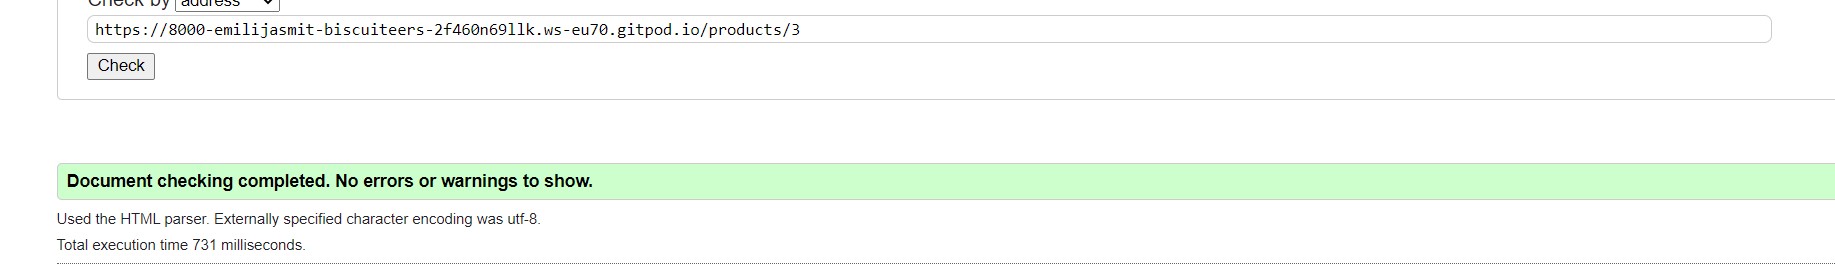 Check by address
https://8000-emilijasmit-biscuiteers-2f460n69llk.ws-eu70.gitpod.io/products/3
Check
Document checking completed. No errors or warnings to show.
Used the HTML parser. Externally specified character encoding was utf-8.
Total execution time 731 milliseconds.